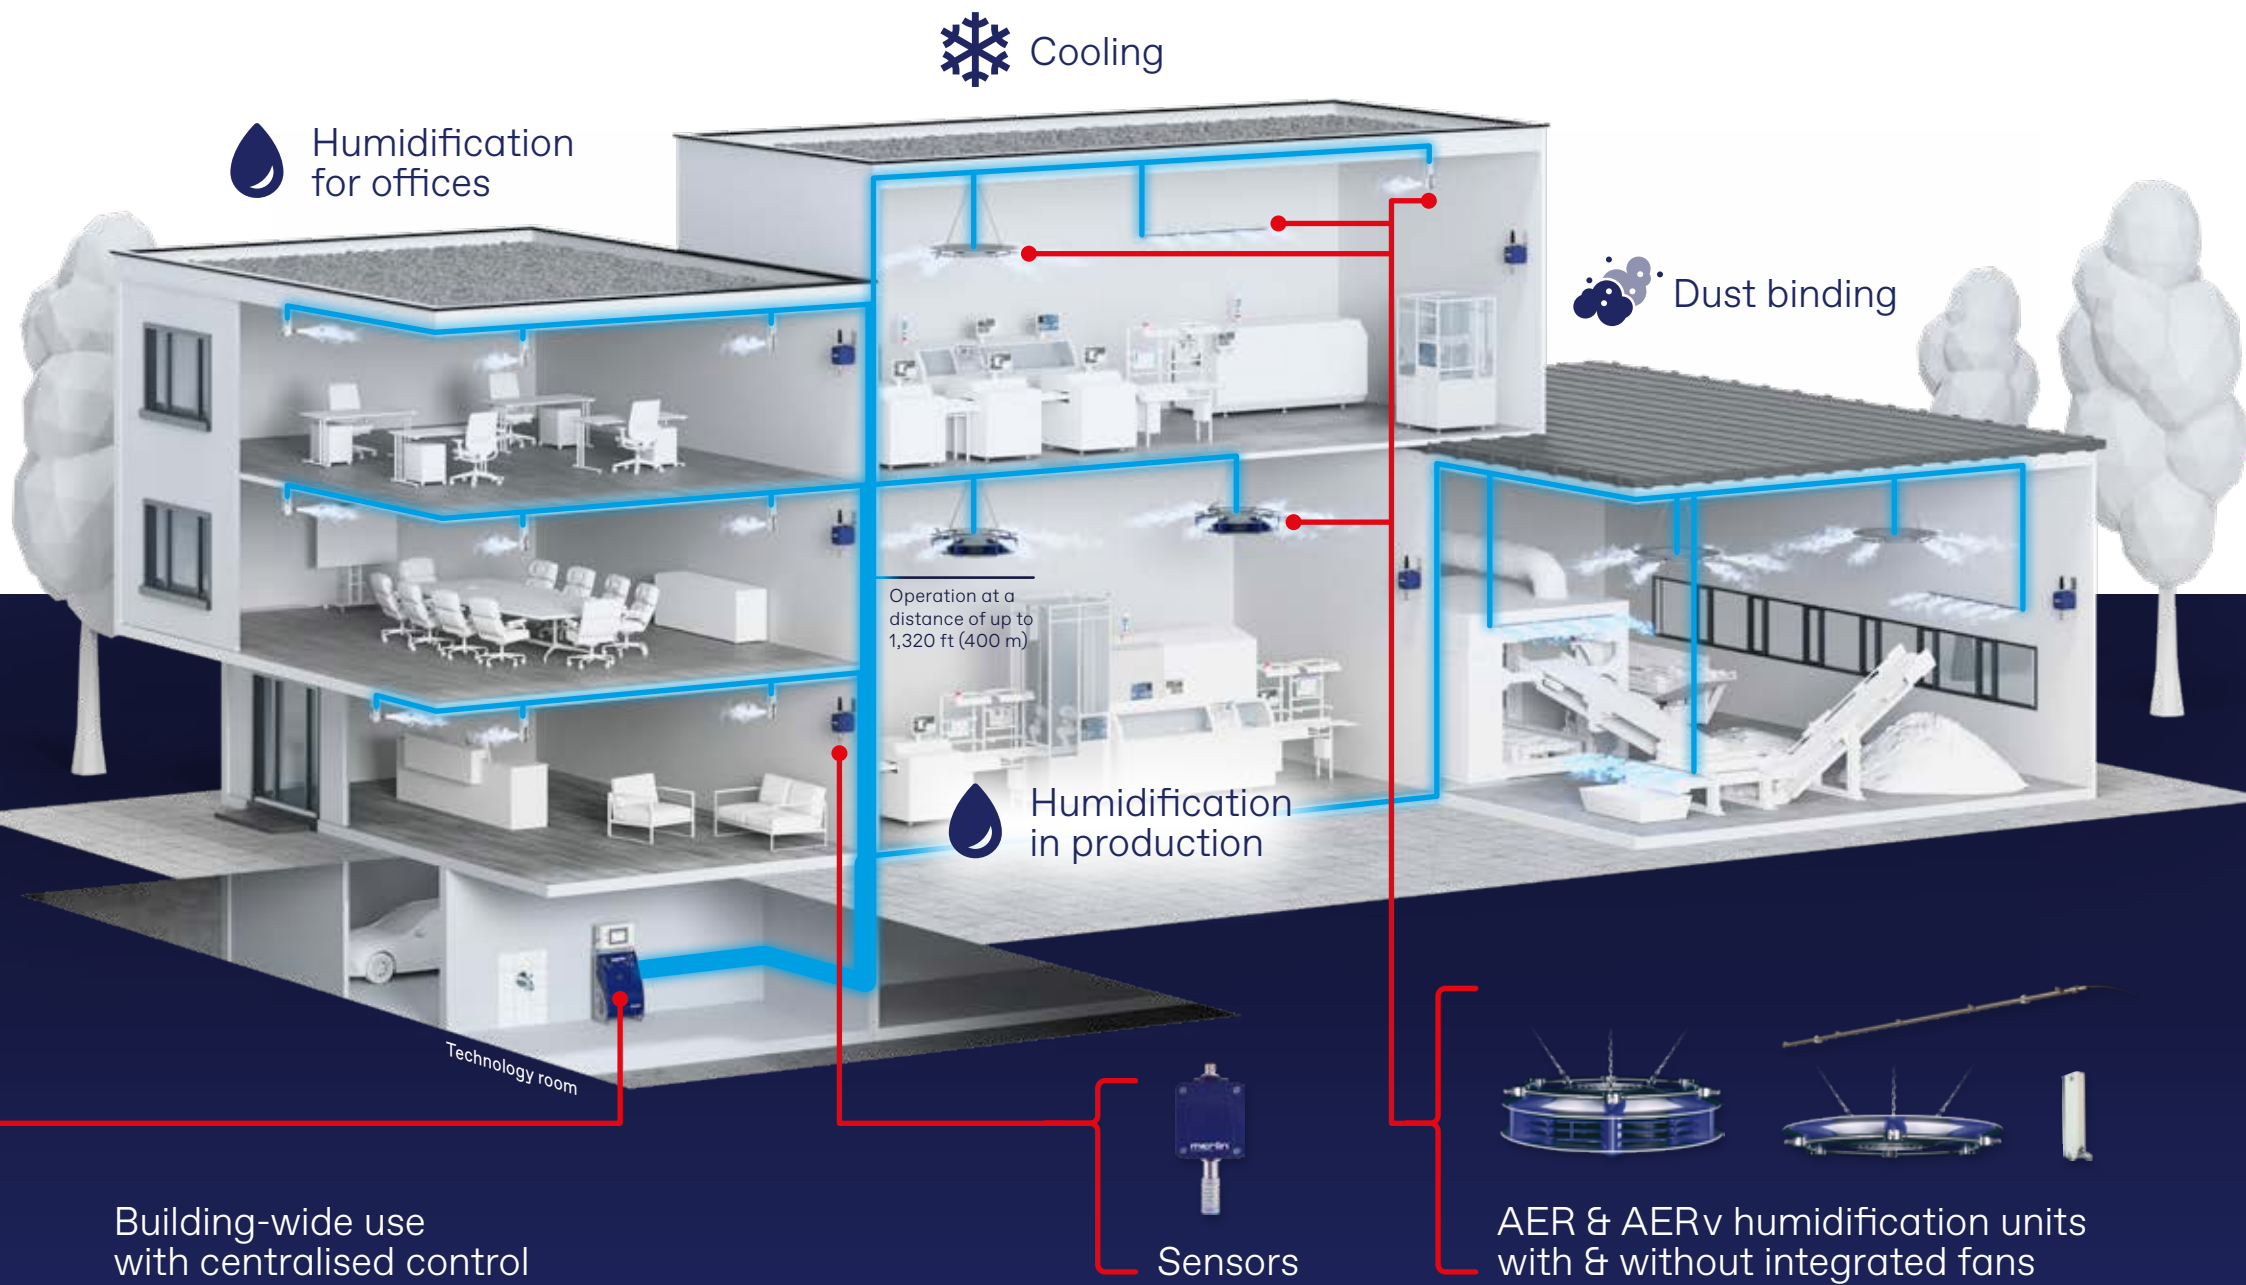 Cooling
Humidification
for offices
Dust binding
Operation at a
distance of up to
1,320 ft (400 m)
Humidification
in production
Technology room
merlin
Building-wide use
with centralised control
Sensors
AER & AERv humidification units
with & without integrated fans